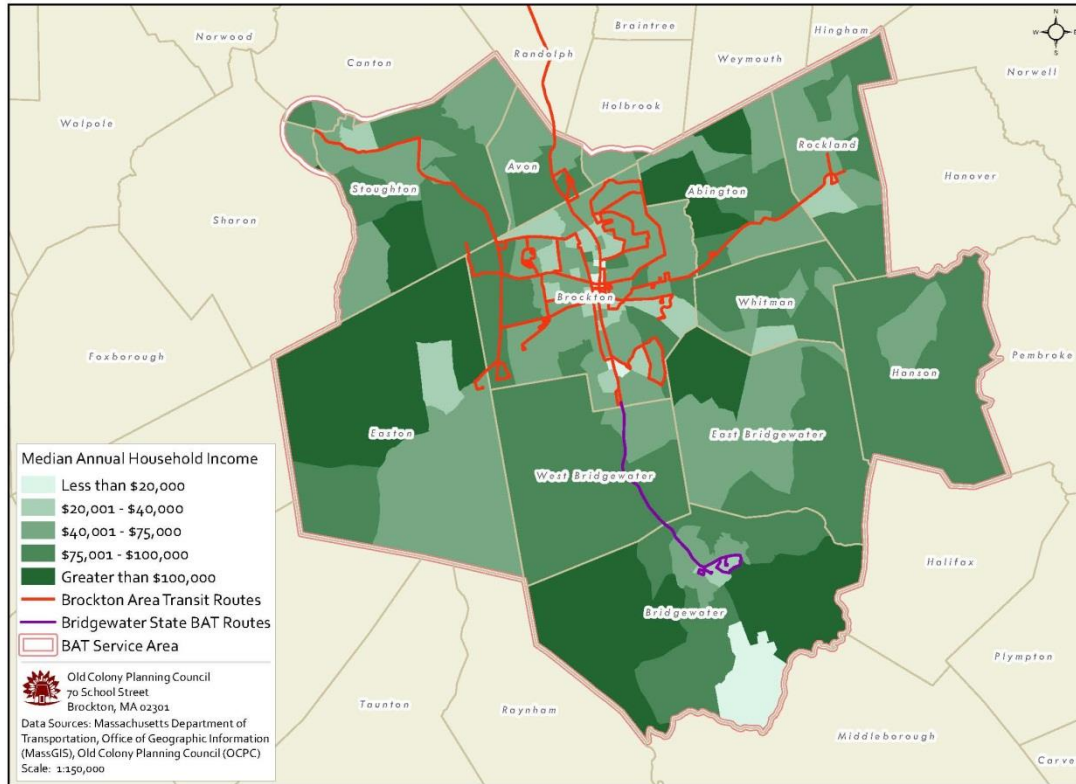 Norwood
Canton
Randolph
Braintree
Hingham
Weymouth
Norwell
Holbrook
Walpole
N
W
E
S
Rockland
Avon
Stoughton
Abington
Hanover
Sharon
Brockton
Whitman
Foxborough
Pembroke
Hanson
Easton
East Bridgewater
West Bridgewater
Halifax
Bridgewater
Plympton
Taunton
Raynham
Middleborough
Carve
Median Annual Household Income
Less than $20,000
$20,001 - $40,000
$40,001 - $75,000
$75,001 - $100,000
Greater than $100,000
Brockton Area Transit Routes
Bridgewater State BAT Routes
BAT Service Area
Old Colony Planning Council
70 School Street
Brockton, MA 02301
Data Sources: Massachusetts Department of
Transportation, Office of Geographic Information
(MassGIS), Old Colony Planning Council (OCPC)
Scale: 1:150,000